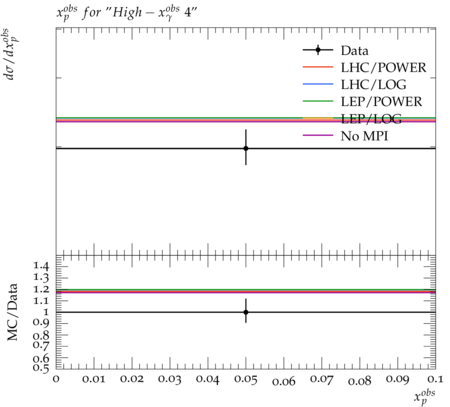 x_p^obs for "High − x_γ^obs 4"
dσ/dx_p^obs
Data
LHC/POWER
LHC/LOG
LEP/POWER
LEP/LOG
No MPI
MC/Data
1.4
1.3
1.2
1.1
1
0.9
0.8
0.7
0.6
0.5
0 0.01 0.02 0.03 0.04 0.05 0.06 0.07 0.08 0.09 0.1
x_p^obs